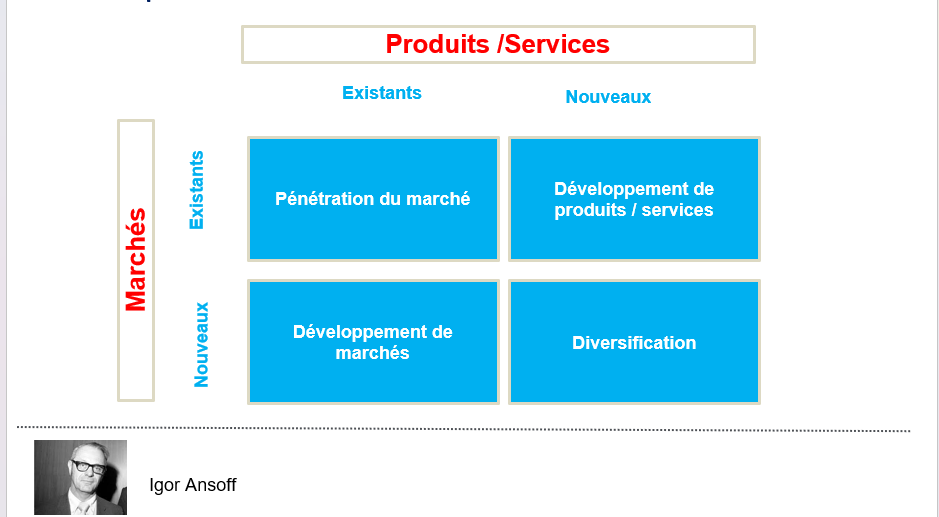 Produits /Services
Existants
Nouveaux
Marchés
Existants
Pénétration du marché
Développement de
produits / services
Nouveaux
Développement de
marchés
Diversification
Igor Ansoff